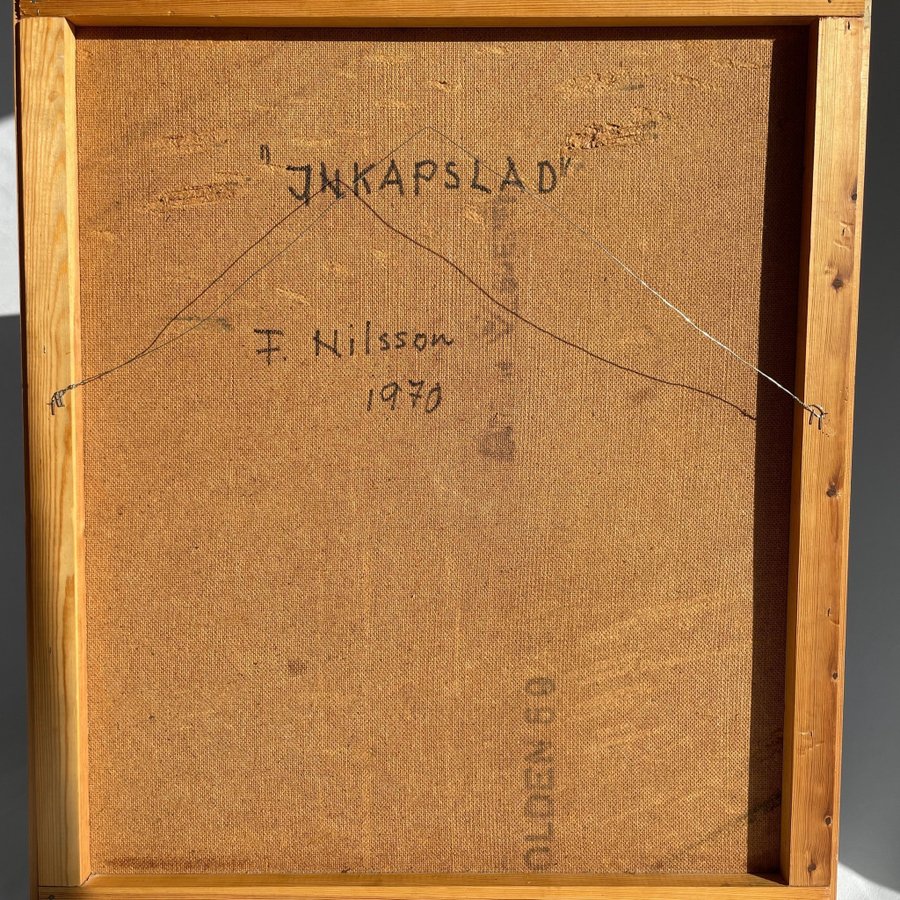 "INKAPSLAD"
F. Nilsson
1970
OLDEN 60